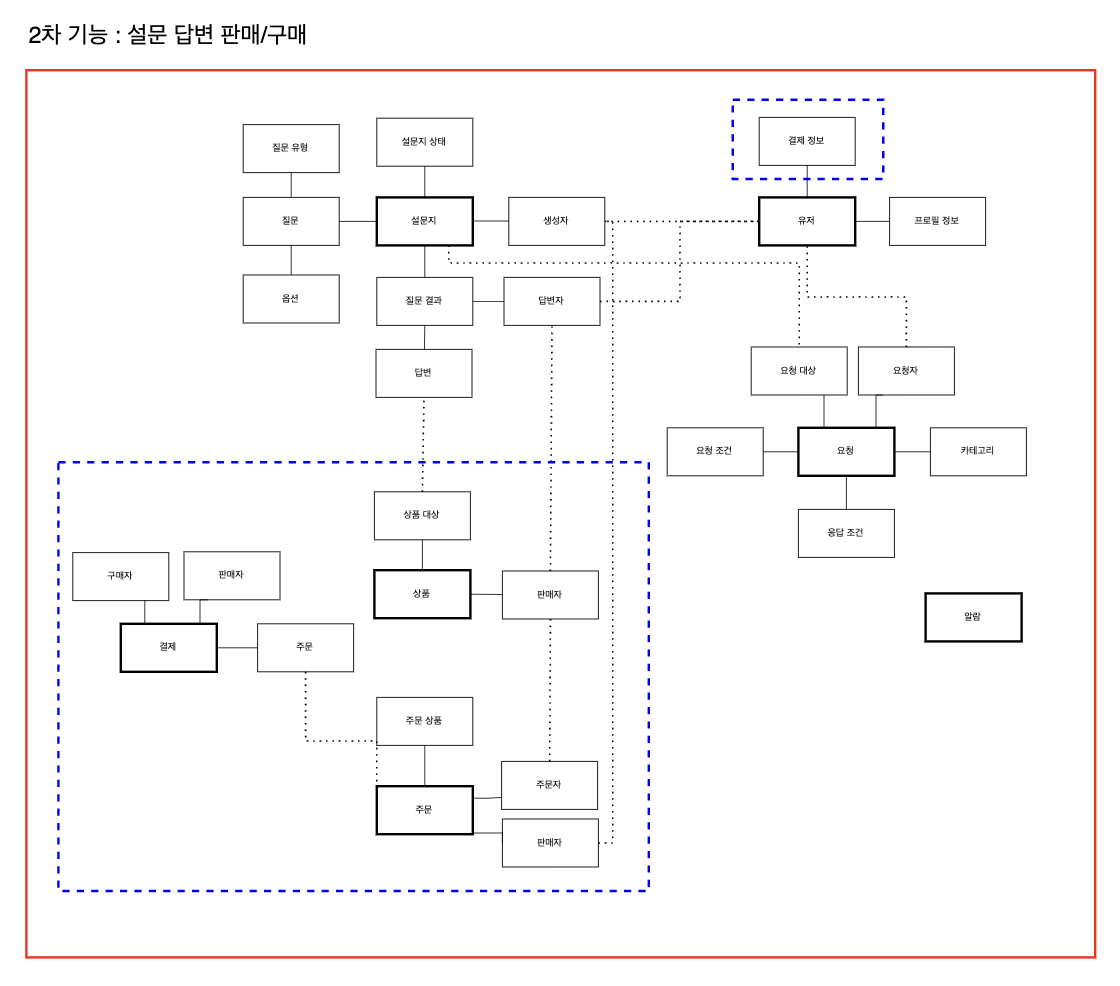 2차 기능 : 설문 답변 판매/구매
결제 정보
설문지 상태
질문 유형
질문
설문지
생성자
유저
프로필 정보
옵션
질문 결과
답변자
답변
요청 대상
요청자
요청 조건
요청
카테고리
응답 조건
상품 대상
구매자
판매자
상품
판매자
알람
결제
주문
주문 상품
주문자
주문
판매자